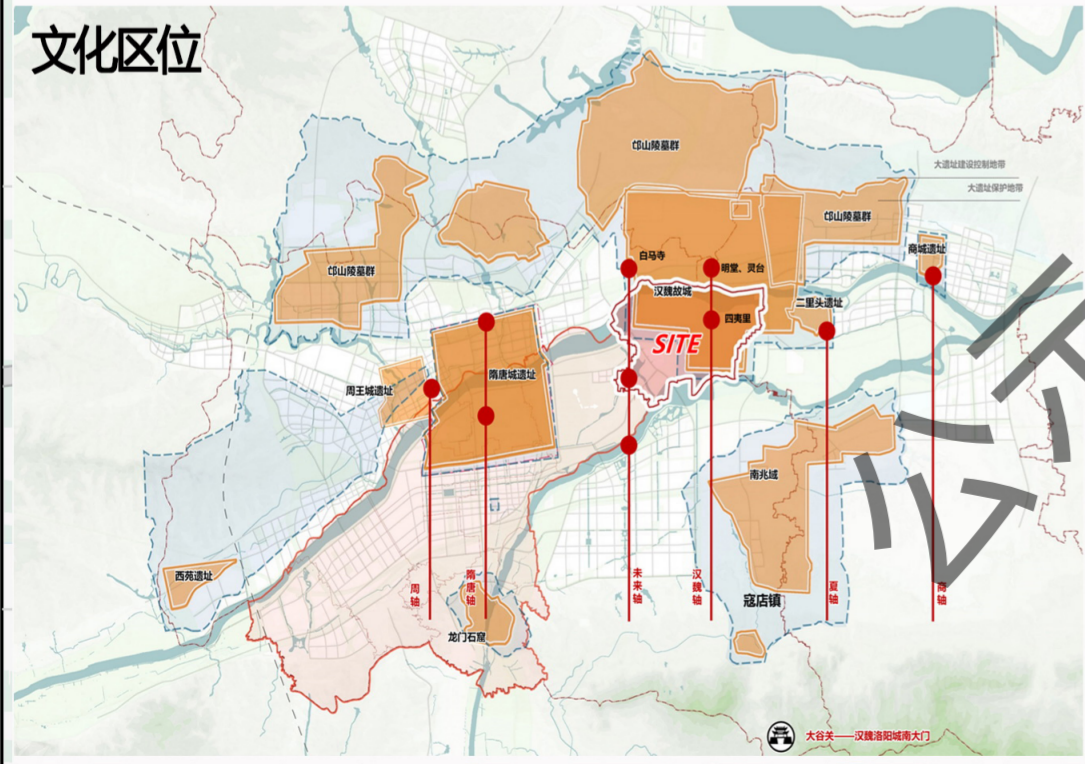 文化区位
邙山陵墓群
大遗址建设控制地带
大遗址保护地带
邙山陵墓群
商城遗址
白马寺
明堂、灵台
邙山陵墓群
汉魏故城
二里头遗址
四夷里
SITE
隋唐城遗址
周王城遗址
南兆域
西苑遗址
周轴
隋唐轴
未来轴
汉魏轴
夏轴
商轴
寇店镇
龙门石窟
大谷关——汉魏洛阳城南大门
公示